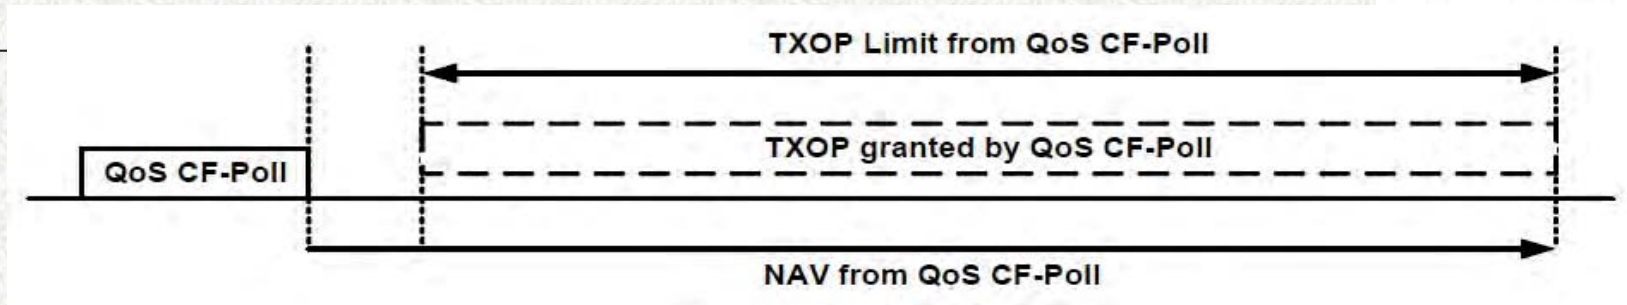 TXOP Limit from QoS CF-Poll
TXOP granted by QoS CF-Poll
QoS CF-Poll
NAV from QoS CF-Poll